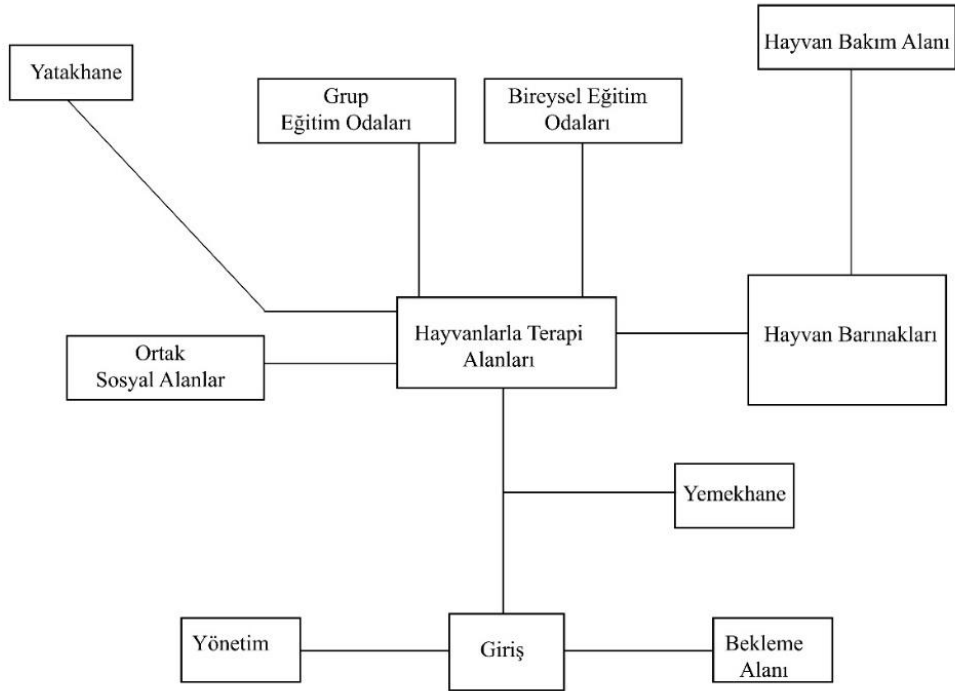 Hayvan Bakım Alanı
Yatakhane
Grup
Eğitim Odaları
Bireysel Eğitim
Odaları
Hayvanlarla Terapi
Alanları
Hayvan Barınakları
Ortak
Sosyal Alanlar
Yemekhane
Yönetim
Giriş
Bekleme
Alanı